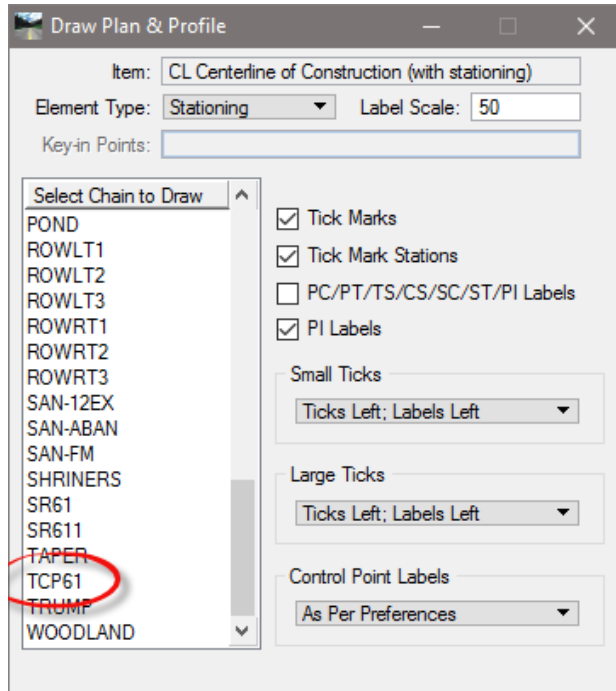 Draw Plan & Profile
Item: CL Centerline of Construction (with stationing)
Element Type: Stationing Label Scale: 50
Key-in Points:
Select Chain to Draw
POND
ROWLT1
ROWLT2
ROWLT3
ROWRT1
ROWRT2
ROWRT3
SAN-12EX
SAN-ABAN
SAN-FM
SHRINERS
SR61
SR611
TAPER
TCP61
TRUMP
WOODLAND
Tick Marks
Tick Mark Stations
PC/PT/TS/CS/SC/ST/PI Labels
PI Labels
Small Ticks
Ticks Left; Labels Left
Large Ticks
Ticks Left; Labels Left
Control Point Labels
As Per Preferences